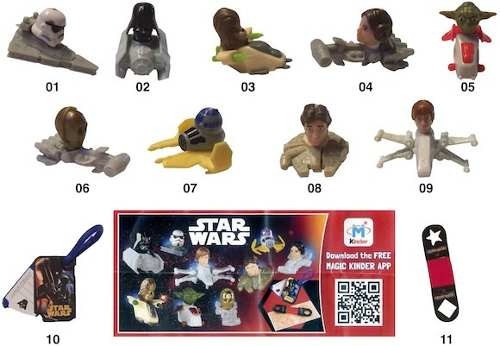 01
02
03
04
05
06
07
08
09
STAR
WARS
M
Kinder
Download the FREE
MAGIC KINDER APP
STAR
WARS
10
11